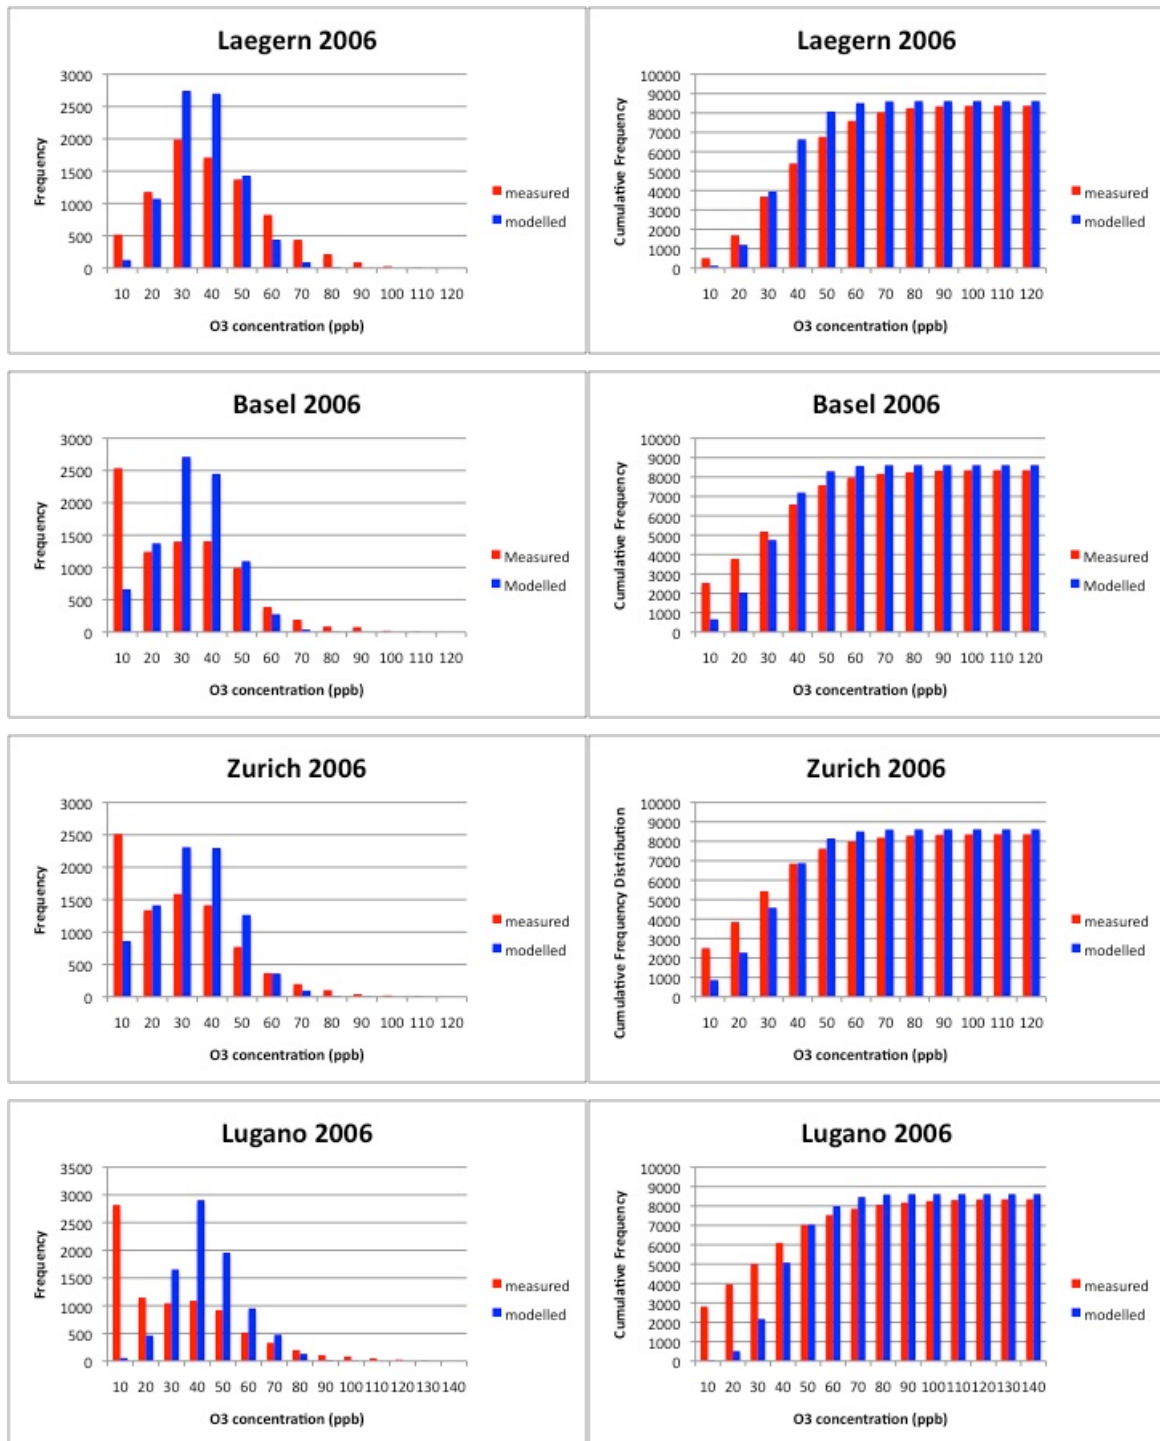 Laegern 2006
3000
2500
2000
1500
1000
500
0
Frequency
10 20 30 40 50 60 70 80 90 100 110 120
O3 concentration (ppb)
measured
modelled
Laegern 2006
10000
9000
8000
7000
6000
5000
4000
3000
2000
1000
0
Cumulative Frequency
10 20 30 40 50 60 70 80 90 100 110 120
O3 concentration (ppb)
measured
modelled
Basel 2006
3000
2500
2000
1500
1000
500
0
Frequency
10 20 30 40 50 60 70 80 90 100 110 120
O3 concentration (ppb)
Measured
Modelled
Basel 2006
10000
9000
8000
7000
6000
5000
4000
3000
2000
1000
0
Cumulative Frequency
10 20 30 40 50 60 70 80 90 100 110 120
O3 concentration (ppb)
Measured
Modelled
Zurich 2006
3000
2500
2000
1500
1000
500
0
Frequency
10 20 30 40 50 60 70 80 90 100 110 120
O3 concentration (ppb)
measured
modelled
Zurich 2006
10000
9000
8000
7000
6000
5000
4000
3000
2000
1000
0
Cumulative Frequency Distribution
10 20 30 40 50 60 70 80 90 100 110 120
O3 concentration (ppb)
measured
modelled
Lugano 2006
3500
3000
2500
2000
1500
1000
500
0
Frequency
10 20 30 40 50 60 70 80 90 100 110 120 130 140
O3 concentration (ppb)
measured
modelled
Lugano 2006
10000
9000
8000
7000
6000
5000
4000
3000
2000
1000
0
Cumulative Frequency
10 20 30 40 50 60 70 80 90 100 110 120 130 140
O3 concentration (ppb)
measured
modelled